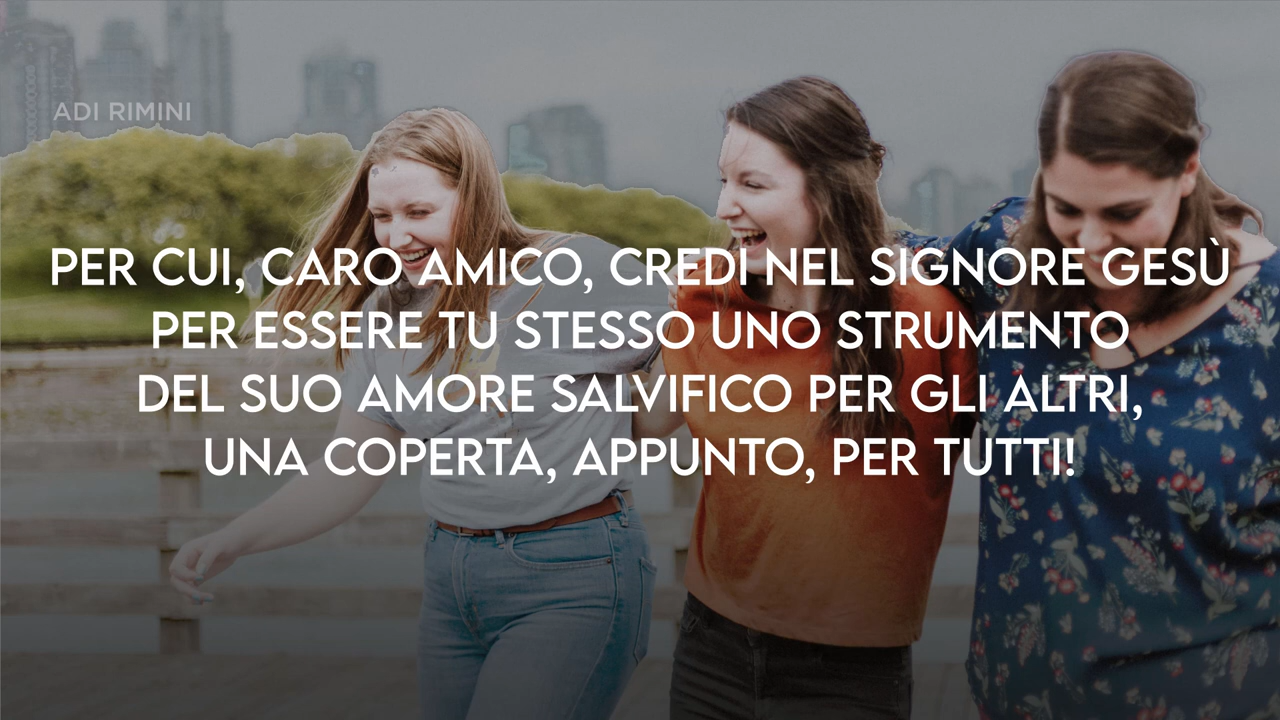 ADI RIMINI
PER CUI, CARO AMICO, CREDI NEL SIGNORE GESÙ
PER ESSERE TU STESSO UNO STRUMENTO
DEL SUO AMORE SALVIFICO PER GLI ALTRI,
UNA COPERTA, APPUNTO, PER TUTTI!